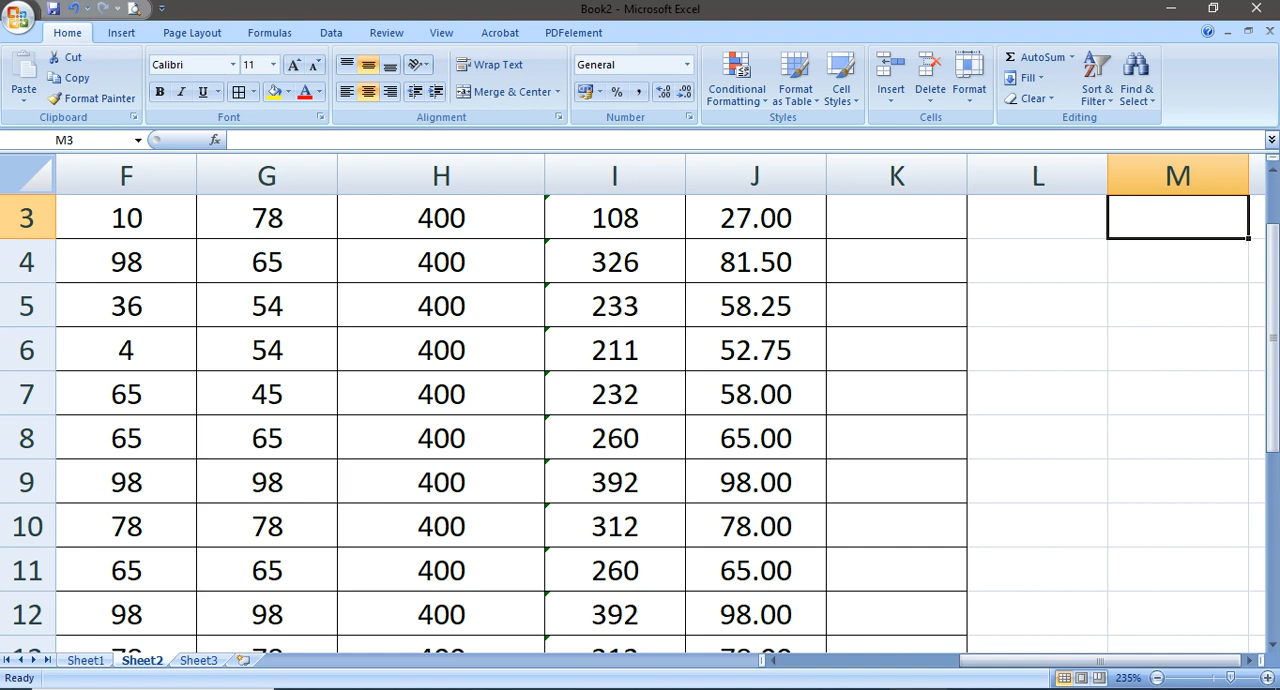 Book2 - Microsoft Excel
Home Insert Page Layout Formulas Data Review View Acrobat PDFelement
Paste Cut Copy Format Painter
Clipboard
Calibri 11
B I U A
Font
Wrap Text
Merge & Center
Alignment
General
% ,
Number
Conditional Formatting Format as Table Cell Styles
Styles
Insert Delete Format
Cells
Σ AutoSum Fill Clear Sort & Filter Find & Select
Editing
M3 fx
F G H I J K L M
3 10 78 400 108 27.00
4 98 65 400 326 81.50
5 36 54 400 233 58.25
6 4 54 400 211 52.75
7 65 45 400 232 58.00
8 65 65 400 260 65.00
9 98 98 400 392 98.00
10 78 78 400 312 78.00
11 65 65 400 260 65.00
12 98 98 400 392 98.00
Sheet1 Sheet2 Sheet3
Ready 235%